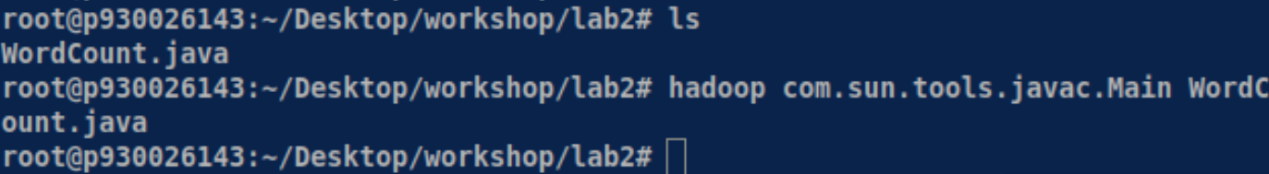 root@p930026143:~/Desktop/workshop/lab2# ls
WordCount.java
root@p930026143:~/Desktop/workshop/lab2# hadoop com.sun.tools.javac.Main WordC
ount.java
root@p930026143:~/Desktop/workshop/lab2#